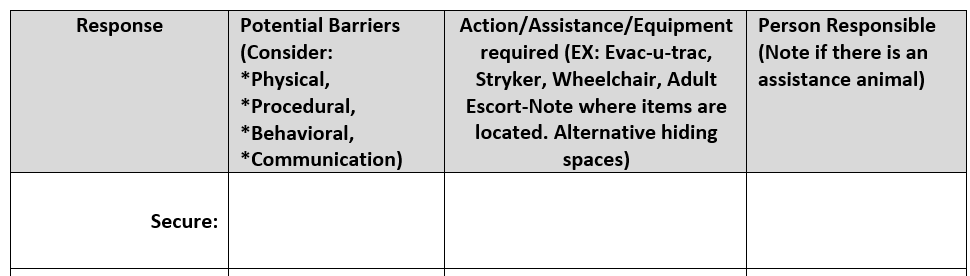 Response
Potential Barriers
(Consider:
*Physical,
*Procedural,
*Behavioral,
*Communication)
Action/Assistance/Equipment
required (EX: Evac-u-trac,
Stryker, Wheelchair, Adult
Escort-Note where items are
located. Alternative hiding
spaces)
Person Responsible
(Note if there is an
assistance animal)
Secure: